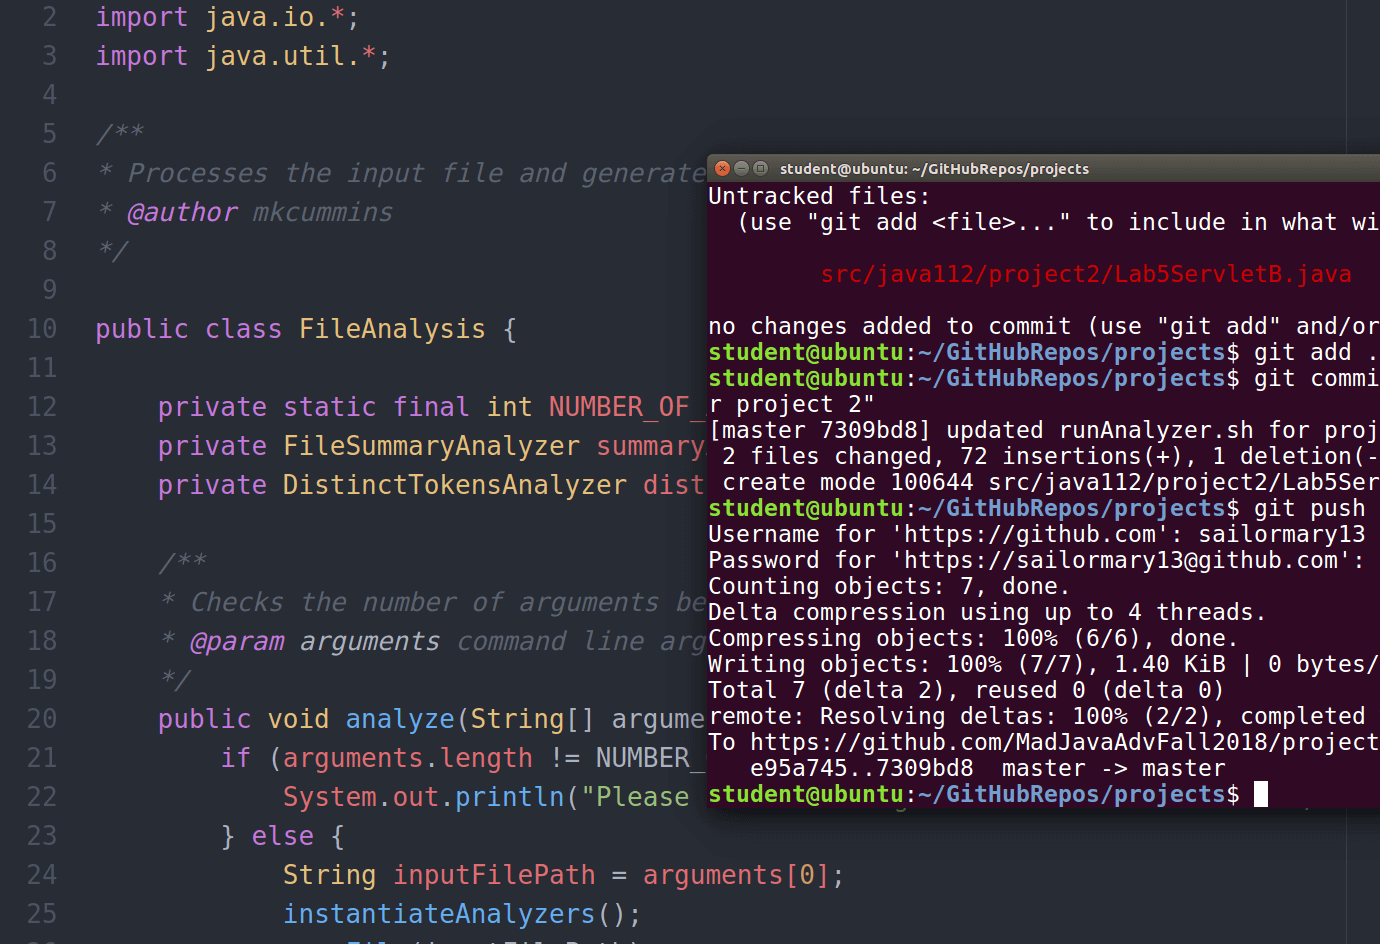 2 import java.io.*;
3 import java.util.*;
4
5 /**
6 * Processes the input file and generate
7 * @author mkcummins
8 */
9
10 public class FileAnalysis {
11
12 private static final int NUMBER_OF_
13 private FileSummaryAnalyzer summary
14 private DistinctTokensAnalyzer dist
15
16 /**
17 * Checks the number of arguments be
18 * @param arguments command line arg
19 */
20 public void analyze(String[] argume
21 if (arguments.length != NUMBER_
22 System.out.println("Please
23 } else {
24 String inputFilePath = arguments[0];
25 instantiateAnalyzers();
student@ubuntu: ~/GitHubRepos/projects
Untracked files:
(use "git add <file>..." to include in what wi
src/java112/project2/Lab5ServletB.java
no changes added to commit (use "git add" and/or
student@ubuntu:~/GitHubRepos/projects$ git add .
student@ubuntu:~/GitHubRepos/projects$ git commi
r project 2"
[master 7309bd8] updated runAnalyzer.sh for proj
2 files changed, 72 insertions(+), 1 deletion(-
create mode 100644 src/java112/project2/Lab5Ser
student@ubuntu:~/GitHubRepos/projects$ git push
Username for 'https://github.com': sailormary13
Password for 'https://sailormary13@github.com':
Counting objects: 7, done.
Delta compression using up to 4 threads.
Compressing objects: 100% (6/6), done.
Writing objects: 100% (7/7), 1.40 KiB | 0 bytes/
Total 7 (delta 2), reused 0 (delta 0)
remote: Resolving deltas: 100% (2/2), completed
To https://github.com/MadJavaAdvFall2018/project
e95a745..7309bd8 master -> master
student@ubuntu:~/GitHubRepos/projects$